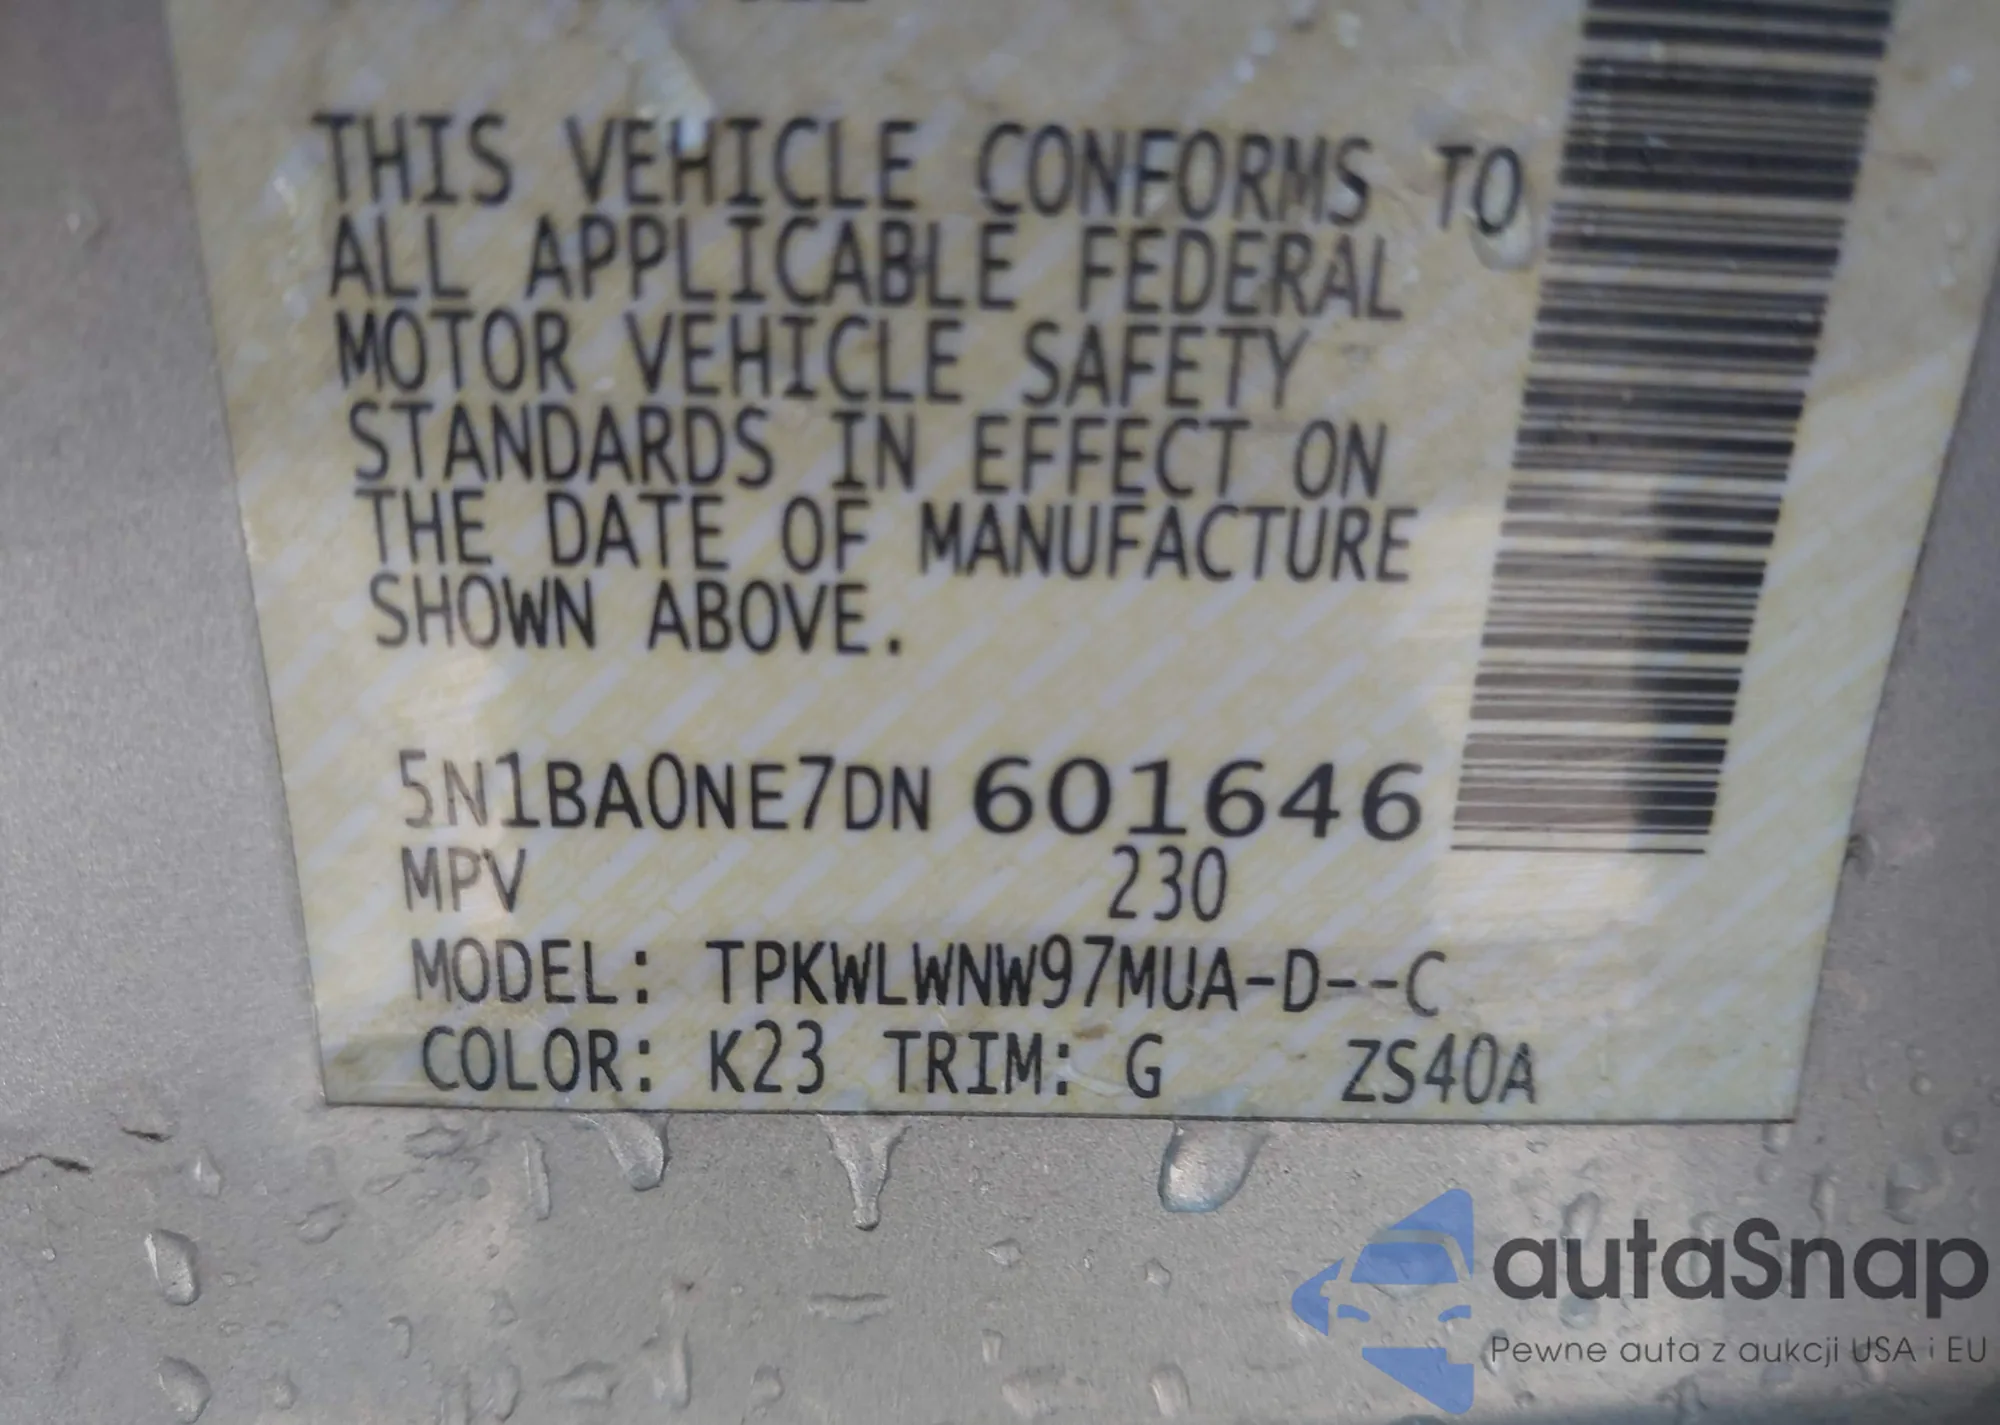 THIS VEHICLE CONFORMS TO
ALL APPLICABLE FEDERAL
MOTOR VEHICLE SAFETY
STANDARDS IN EFFECT ON
THE DATE OF MANUFACTURE
SHOWN ABOVE.
5N1BA0NE7DN 601646
MPV 230
MODEL: TPKWLWNW97MUA-D--C
COLOR: K23 TRIM: G ZS40A
autaSnap
Pewne auta z aukcji USA i EU